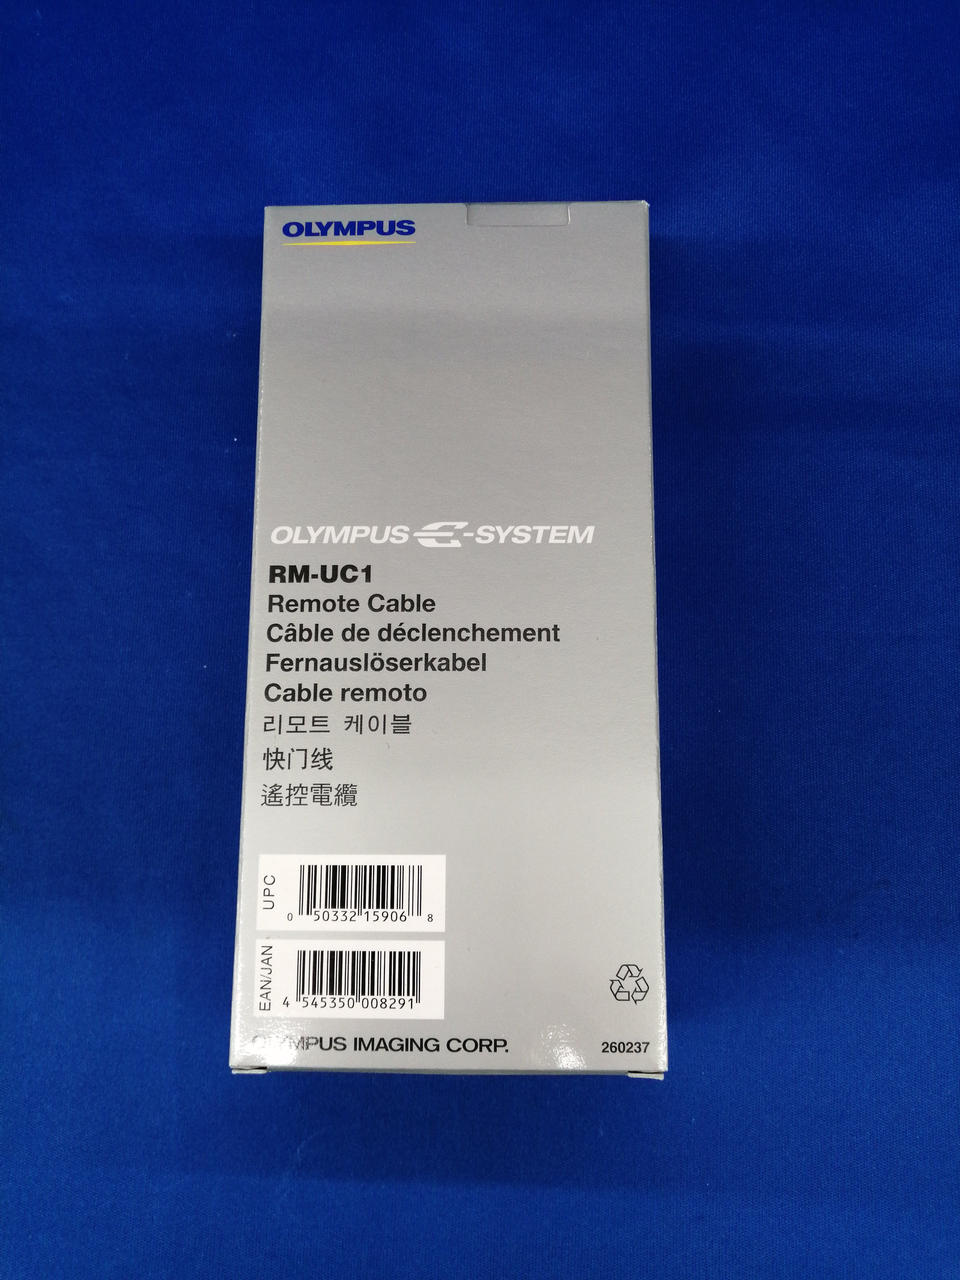 OLYMPUS
OLYMPUS E-SYSTEM
RM-UC1
Remote Cable
Câble de déclenchement
Fernauslöserkabel
Cable remoto
리모트 케이블
快门线
遙控電纜
UPC
0 50332 15906 8
EAN/JAN
4 545350 008291
OLYMPUS IMAGING CORP.
260237